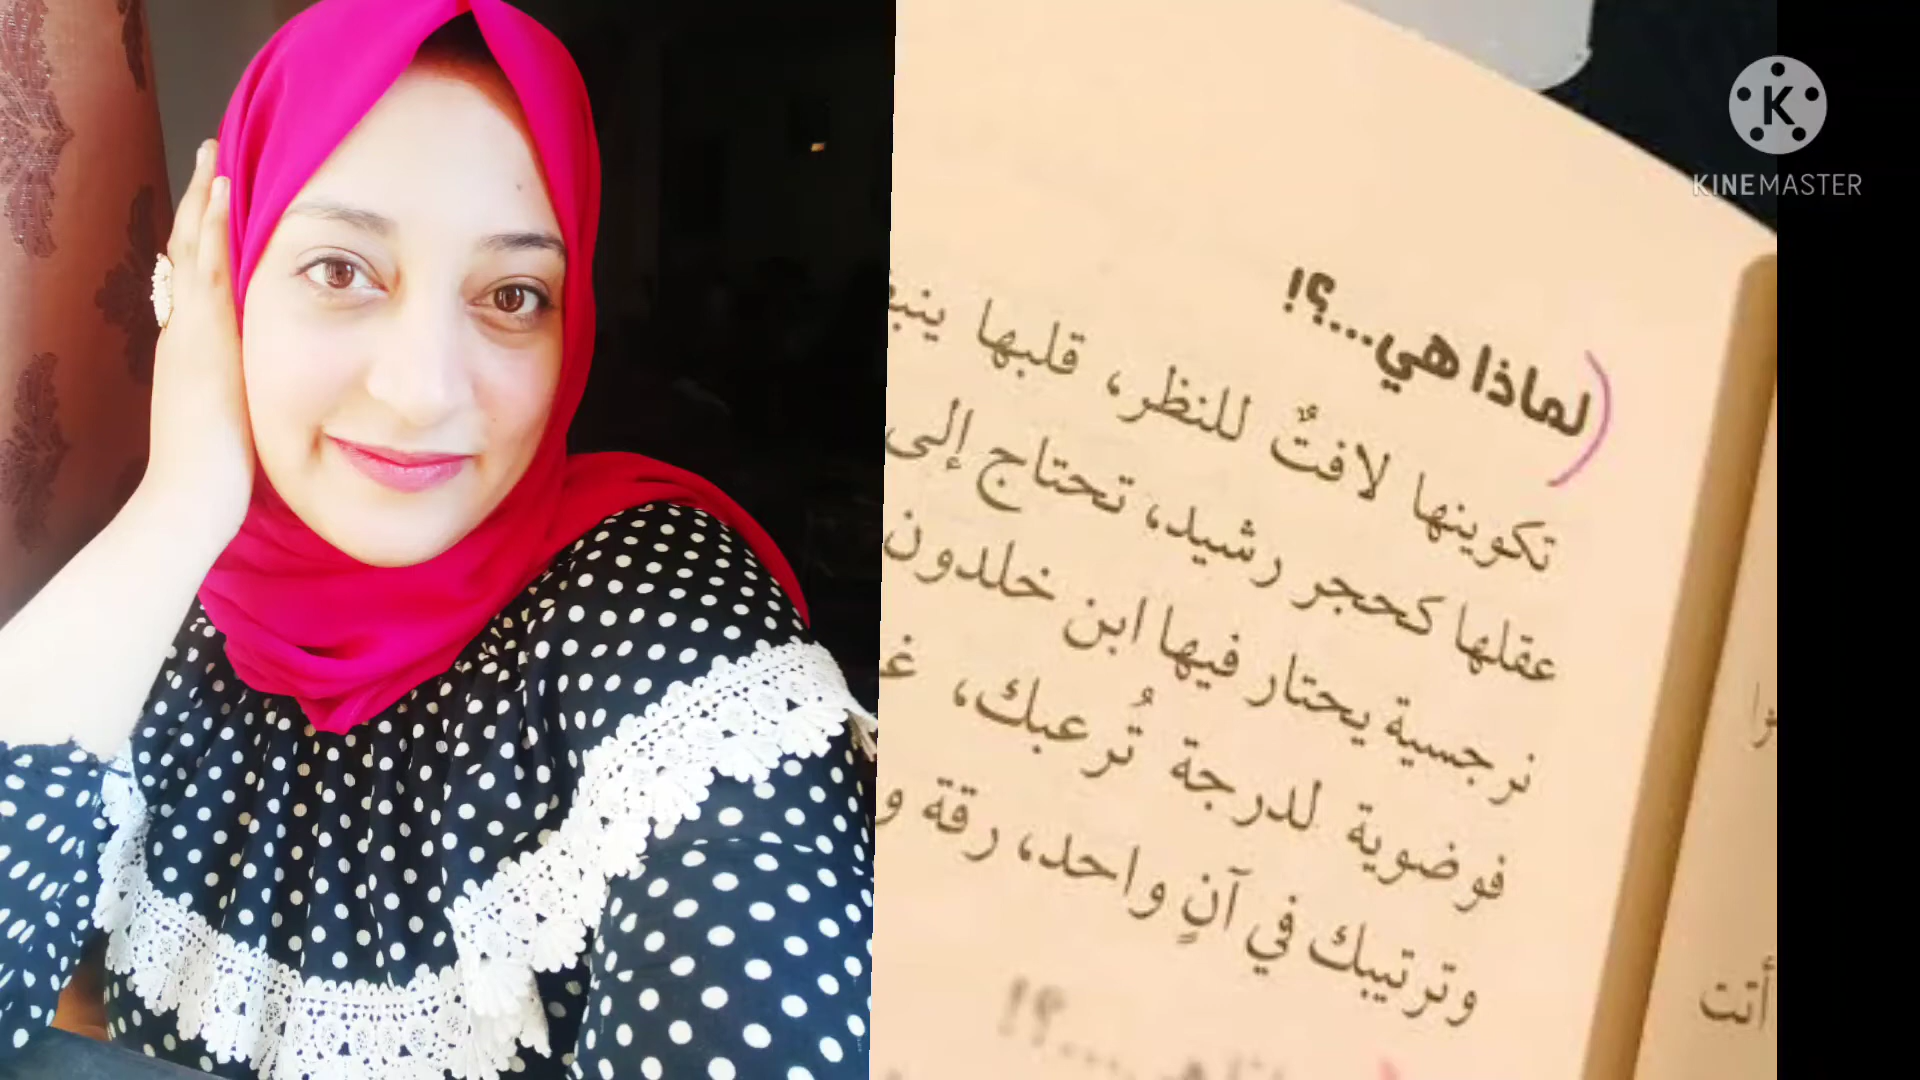 لماذا هي...؟!
تكوينها لافتٌ للنظر، قلبها
عقلها كحجر رشيد، تحتاج إلى
نرجسية يحتار فيها ابن خلدون
فوضوية لدرجة تُرعبك،
وترتيبك في آنٍ واحد، رقة و
أنت
K
KINEMASTER